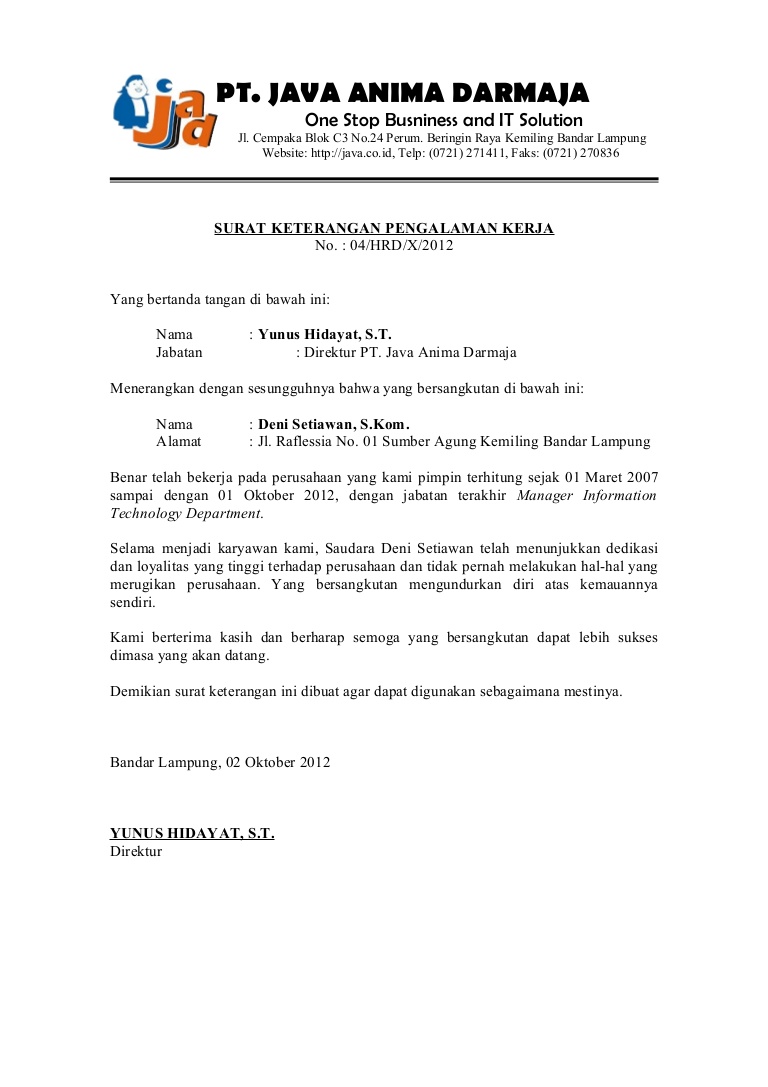 jad
PT. JAVA ANIMA DARMAJA
One Stop Busniness and IT Solution
Jl. Cempaka Blok C3 No.24 Perum. Beringin Raya Kemiling Bandar Lampung
Website: http://java.co.id, Telp: (0721) 271411, Faks: (0721) 270836
SURAT KETERANGAN PENGALAMAN KERJA
No. : 04/HRD/X/2012
Yang bertanda tangan di bawah ini:
Nama : Yunus Hidayat, S.T.
Jabatan : Direktur PT. Java Anima Darmaja
Menerangkan dengan sesungguhnya bahwa yang bersangkutan di bawah ini:
Nama : Deni Setiawan, S.Kom.
Alamat : Jl. Raflessia No. 01 Sumber Agung Kemiling Bandar Lampung
Benar telah bekerja pada perusahaan yang kami pimpin terhitung sejak 01 Maret 2007
sampai dengan 01 Oktober 2012, dengan jabatan terakhir Manager Information
Technology Department.
Selama menjadi karyawan kami, Saudara Deni Setiawan telah menunjukkan dedikasi
dan loyalitas yang tinggi terhadap perusahaan dan tidak pernah melakukan hal-hal yang
merugikan perusahaan. Yang bersangkutan mengundurkan diri atas kemauannya
sendiri.
Kami berterima kasih dan berharap semoga yang bersangkutan dapat lebih sukses
dimasa yang akan datang.
Demikian surat keterangan ini dibuat agar dapat digunakan sebagaimana mestinya.
Bandar Lampung, 02 Oktober 2012
YUNUS HIDAYAT, S.T.
Direktur